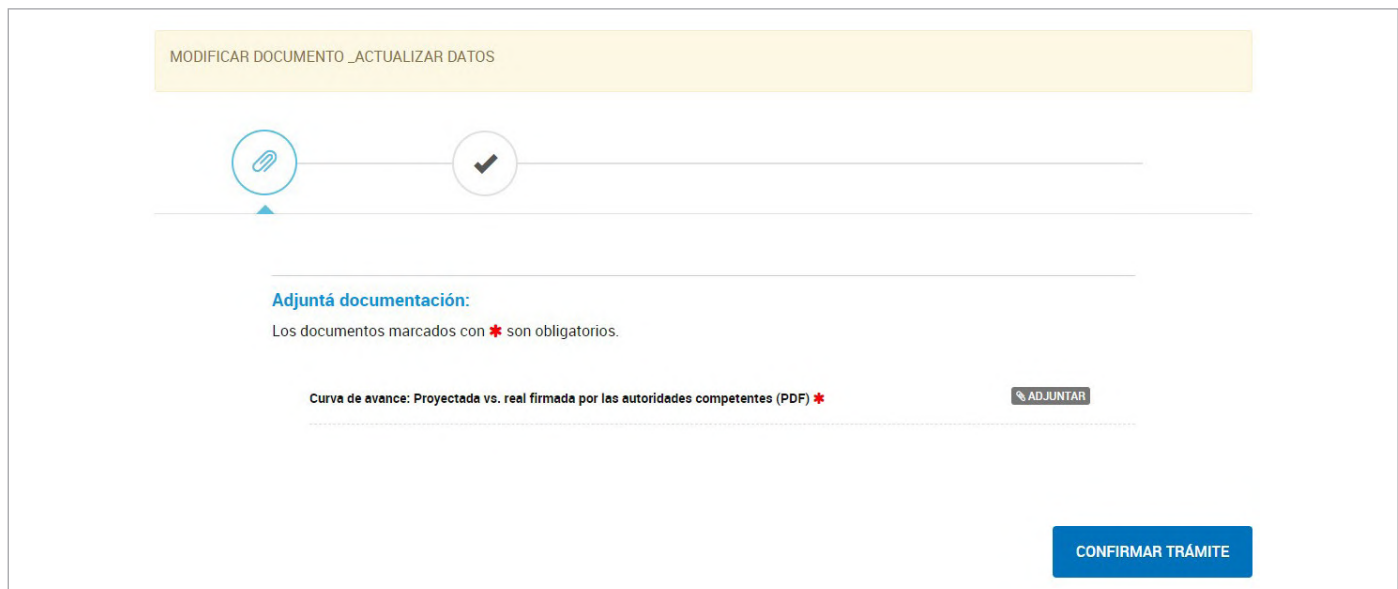 MODIFICAR DOCUMENTO _ACTUALIZAR DATOS
Adjuntá documentación:
Los documentos marcados con * son obligatorios.
Curva de avance: Proyectada vs. real firmada por las autoridades competentes (PDF) *
ADJUNTAR
CONFIRMAR TRÁMITE